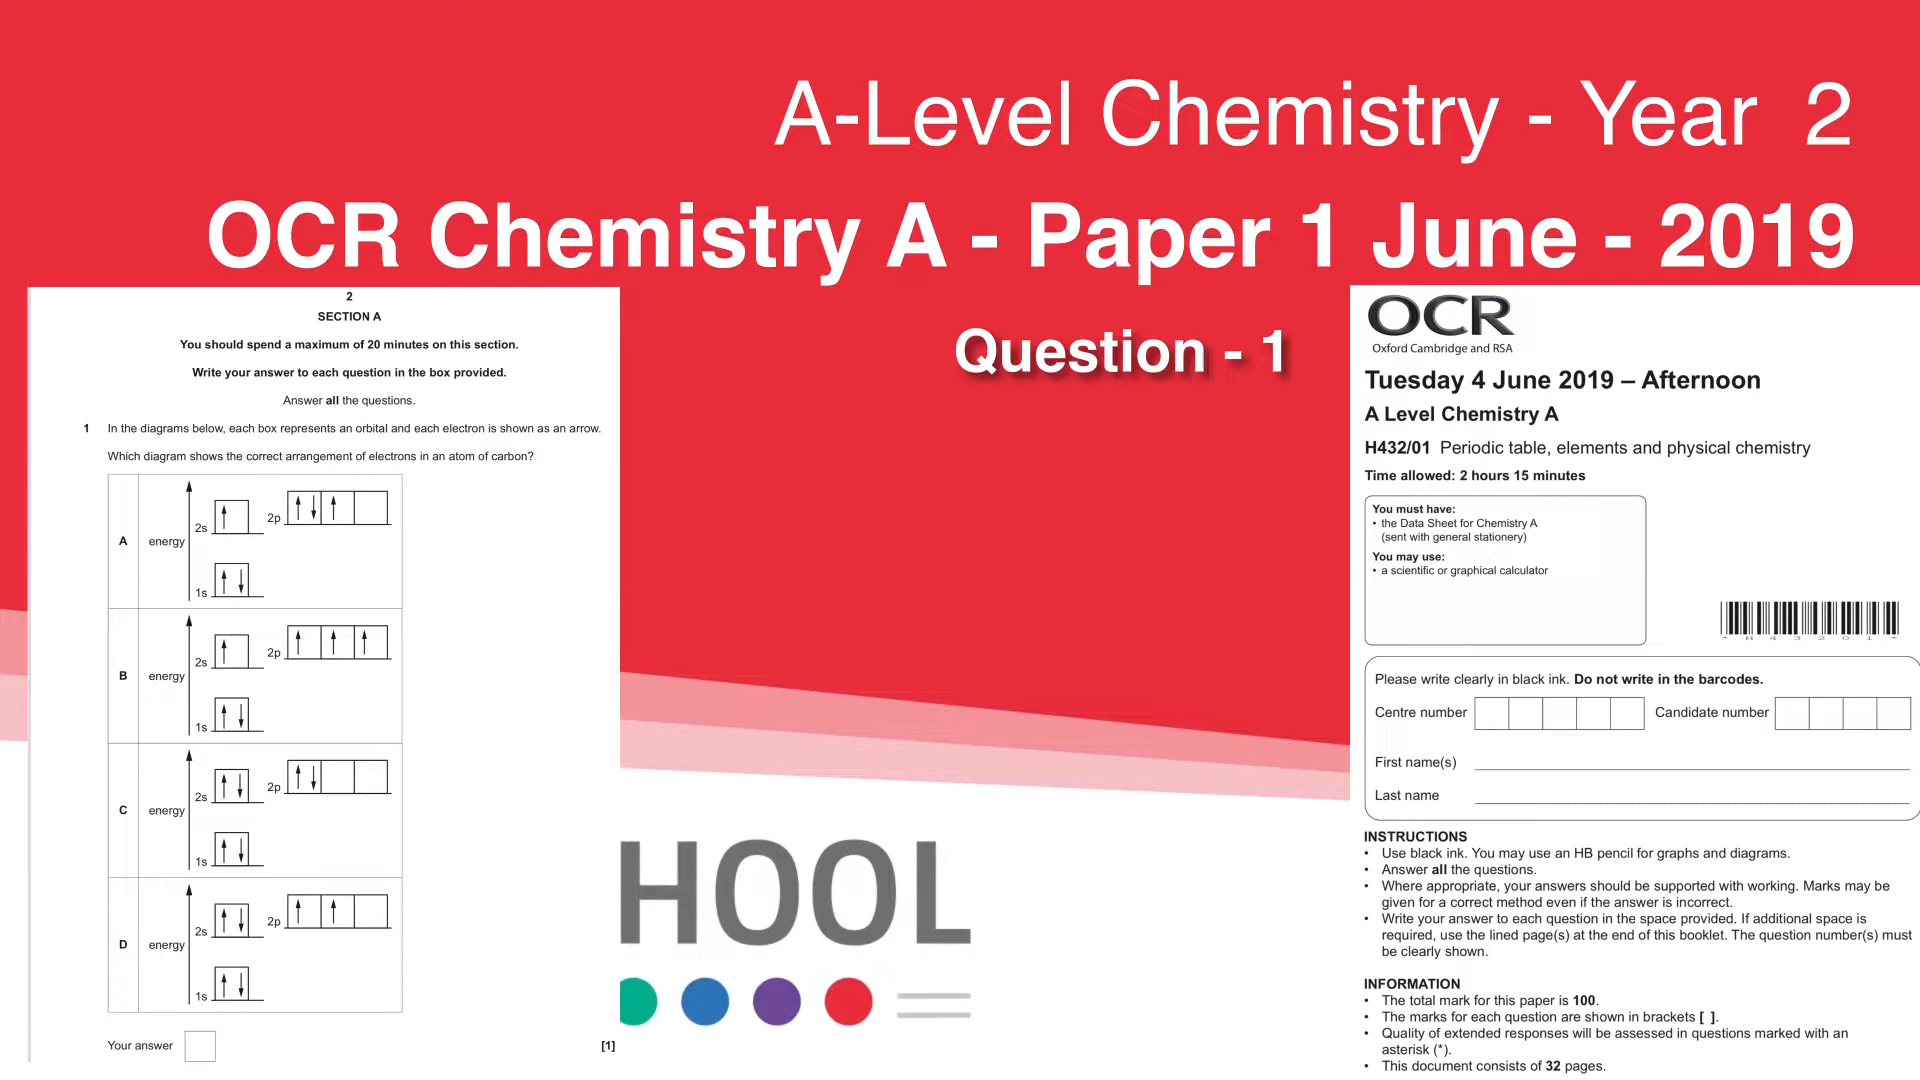 A-Level Chemistry - Year 2
OCR Chemistry A - Paper 1 June - 2019
Question - 1
2
SECTION A
You should spend a maximum of 20 minutes on this section.
Write your answer to each question in the box provided.
Answer all the questions.
1 In the diagrams below, each box represents an orbital and each electron is shown as an arrow.
Which diagram shows the correct arrangement of electrons in an atom of carbon?
A energy 2s 2p 1s
B energy 2s 2p 1s
C energy 2s 2p 1s
D energy 2s 2p 1s
Your answer [1]
HOOL
OCR
Oxford Cambridge and RSA
Tuesday 4 June 2019 – Afternoon
A Level Chemistry A
H432/01 Periodic table, elements and physical chemistry
Time allowed: 2 hours 15 minutes
You must have:
• the Data Sheet for Chemistry A
(sent with general stationery)
You may use:
• a scientific or graphical calculator
* H 4 3 2 0 1 *
Please write clearly in black ink. Do not write in the barcodes.
Centre number Candidate number
First name(s)
Last name
INSTRUCTIONS
• Use black ink. You may use an HB pencil for graphs and diagrams.
• Answer all the questions.
• Where appropriate, your answers should be supported with working. Marks may be
given for a correct method even if the answer is incorrect.
• Write your answer to each question in the space provided. If additional space is
required, use the lined page(s) at the end of this booklet. The question number(s) must
be clearly shown.
INFORMATION
• The total mark for this paper is 100.
• The marks for each question are shown in brackets [ ].
• Quality of extended responses will be assessed in questions marked with an
asterisk (*).
• This document consists of 32 pages.